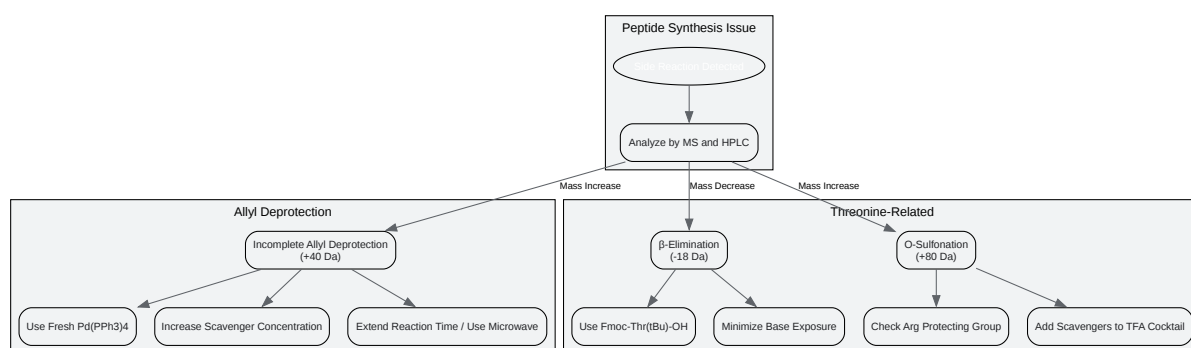 Peptide Synthesis Issue
Side Reaction Detected
Analyze by MS and HPLC
Mass Increase
Mass Decrease
Mass Increase
Allyl Deprotection
Threonine-Related
Incomplete Allyl Deprotection
(+40 Da)
β-Elimination
(-18 Da)
O-Sulfonation
(+80 Da)
Use Fresh Pd(PPh3)4
Increase Scavenger Concentration
Extend Reaction Time / Use Microwave
Use Fmoc-Thr(tBu)-OH
Minimize Base Exposure
Check Arg Protecting Group
Add Scavengers to TFA Cocktail